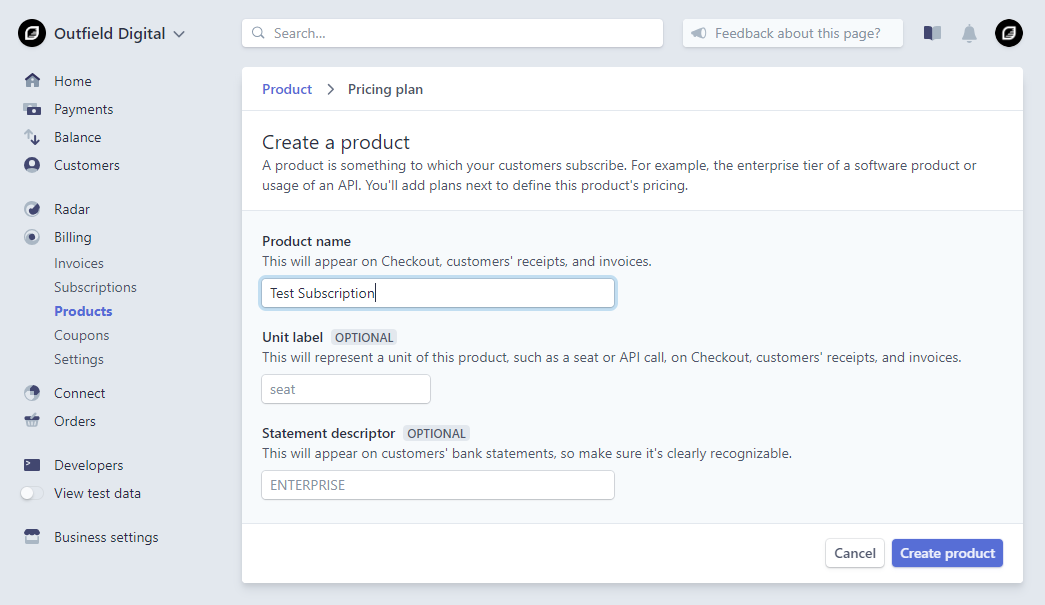 Outfield Digital
Search...
Feedback about this page?
Home
Payments
Balance
Customers
Radar
Billing
Invoices
Subscriptions
Products
Coupons
Settings
Connect
Orders
Developers
View test data
Business settings
Product > Pricing plan
Create a product
A product is something to which your customers subscribe. For example, the enterprise tier of a software product or
usage of an API. You'll add plans next to define this product's pricing.
Product name
This will appear on Checkout, customers' receipts, and invoices.
Test Subscription
Unit label OPTIONAL
This will represent a unit of this product, such as a seat or API call, on Checkout, customers' receipts, and invoices.
seat
Statement descriptor OPTIONAL
This will appear on customers' bank statements, so make sure it's clearly recognizable.
ENTERPRISE
Cancel Create product